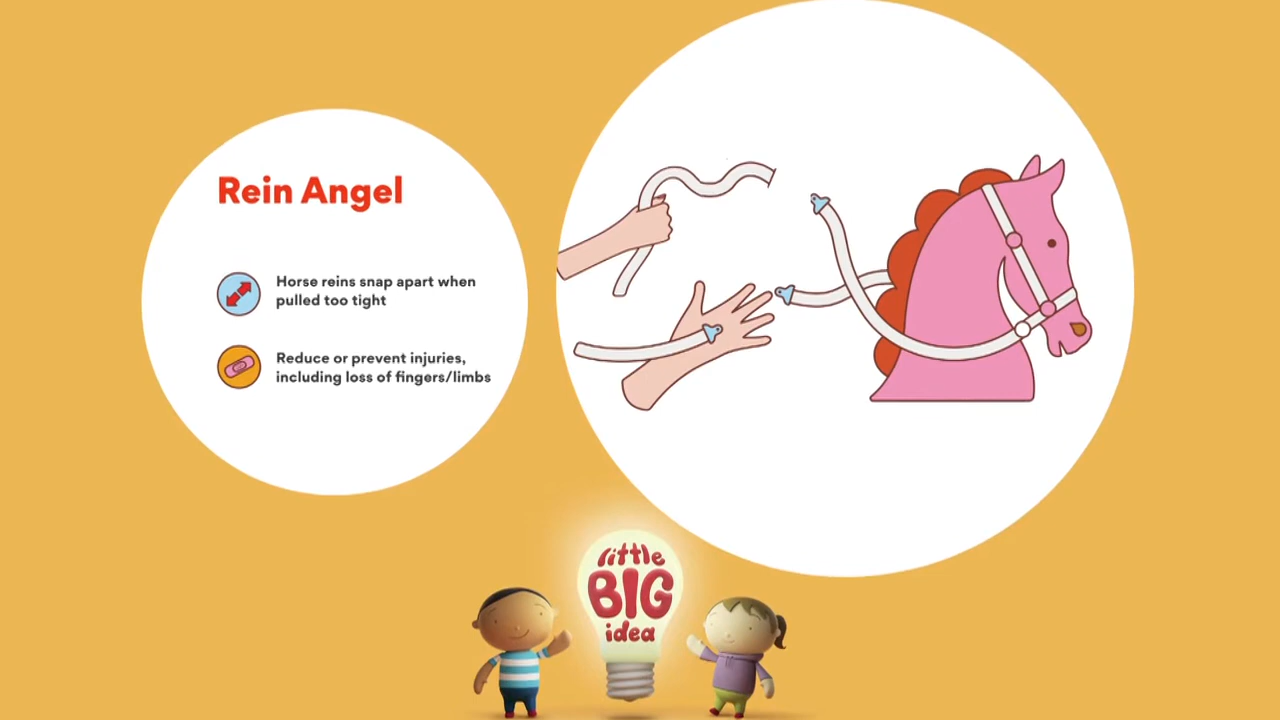 Rein Angel
Horse reins snap apart when
pulled too tight
Reduce or prevent injuries,
including loss of fingers/limbs
little
BIG
idea